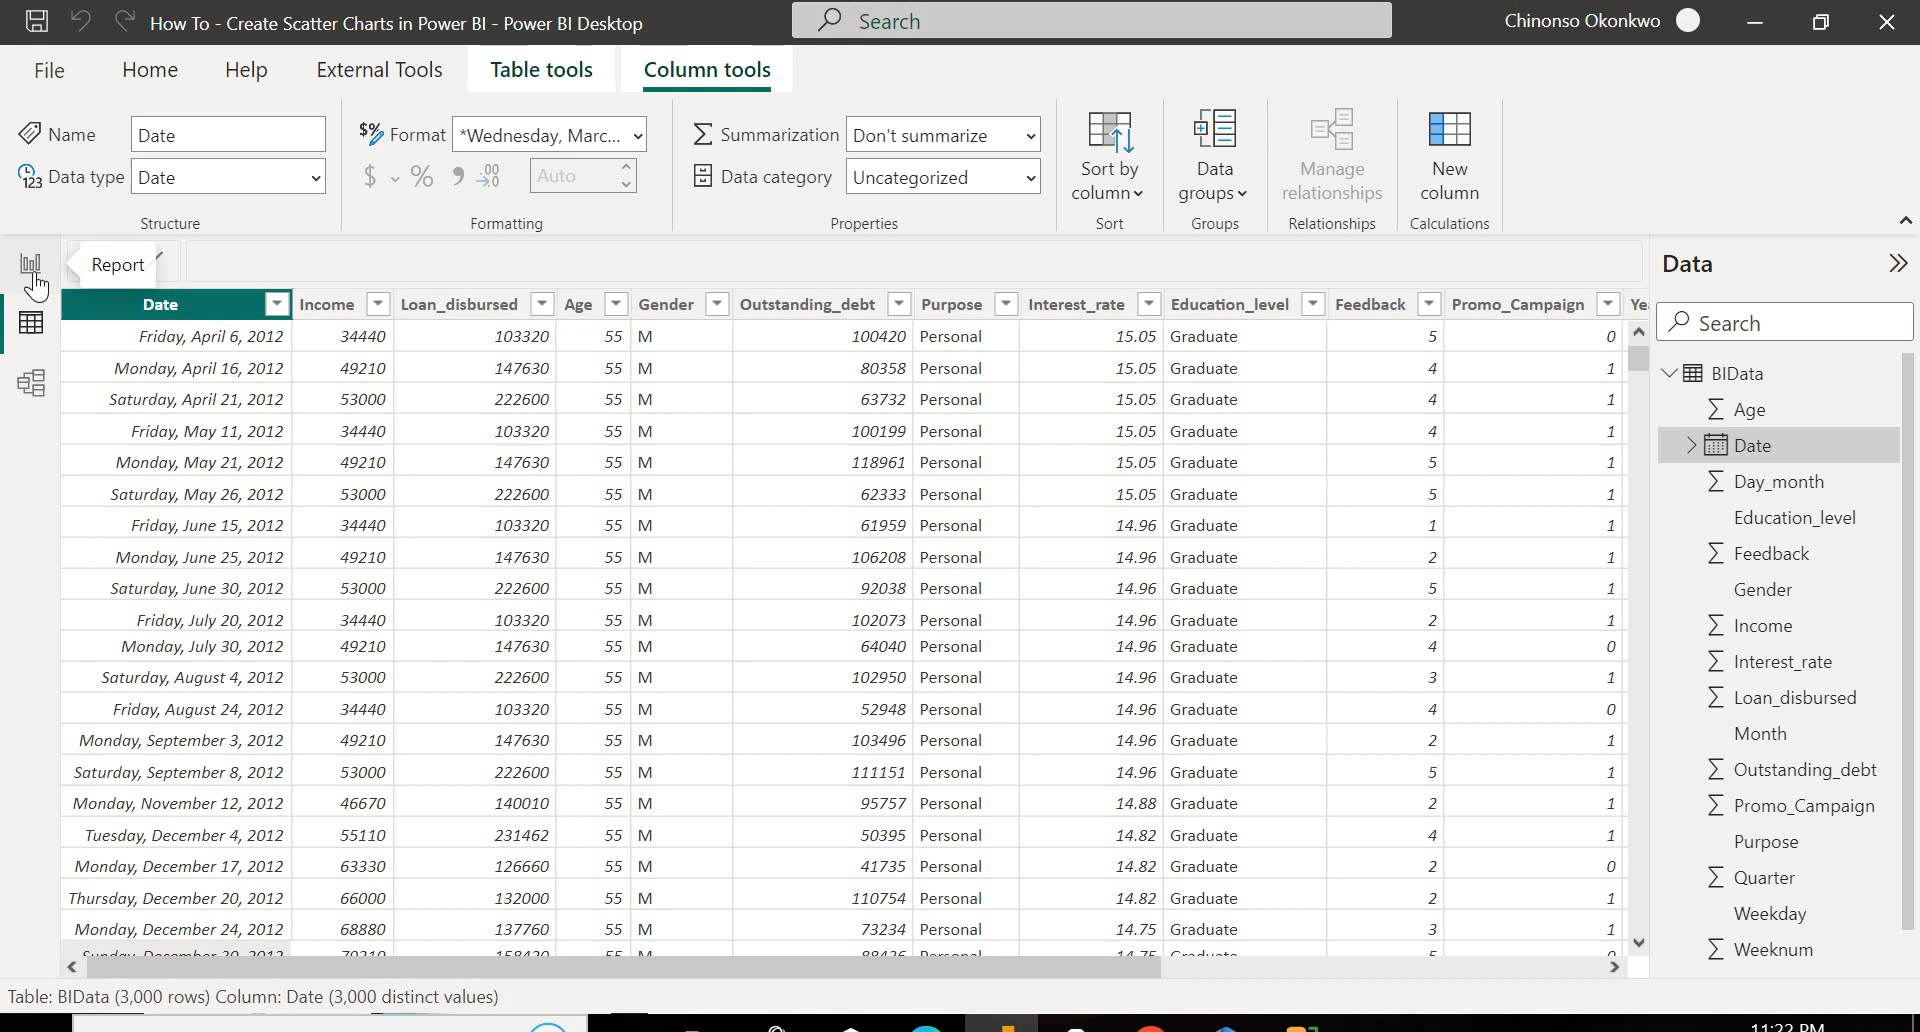 How To - Create Scatter Charts in Power BI - Power BI Desktop
Search
Chinonso Okonkwo
File Home Help External Tools Table tools Column tools
Name Date
Data type Date
Structure
Format *Wednesday, Marc...
$ % Auto
Formatting
Summarization Don't summarize
Data category Uncategorized
Properties
Sort by column
Sort
Data groups
Groups
Manage relationships
Relationships
New column
Calculations
Report
Date Income Loan_disbursed Age Gender Outstanding_debt Purpose Interest_rate Education_level Feedback Promo_Campaign
Friday, April 6, 2012 34440 103320 55 M 100420 Personal 15.05 Graduate 5 0
Monday, April 16, 2012 49210 147630 55 M 80358 Personal 15.05 Graduate 4 1
Saturday, April 21, 2012 53000 222600 55 M 63732 Personal 15.05 Graduate 4 1
Friday, May 11, 2012 34440 103320 55 M 100199 Personal 15.05 Graduate 4 1
Monday, May 21, 2012 49210 147630 55 M 118961 Personal 15.05 Graduate 5 1
Saturday, May 26, 2012 53000 222600 55 M 62333 Personal 15.05 Graduate 5 1
Friday, June 15, 2012 34440 103320 55 M 61959 Personal 14.96 Graduate 1 1
Monday, June 25, 2012 49210 147630 55 M 106208 Personal 14.96 Graduate 2 1
Saturday, June 30, 2012 53000 222600 55 M 92038 Personal 14.96 Graduate 5 1
Friday, July 20, 2012 34440 103320 55 M 102073 Personal 14.96 Graduate 2 1
Monday, July 30, 2012 49210 147630 55 M 64040 Personal 14.96 Graduate 4 0
Saturday, August 4, 2012 53000 222600 55 M 102950 Personal 14.96 Graduate 3 1
Friday, August 24, 2012 34440 103320 55 M 52948 Personal 14.96 Graduate 4 0
Monday, September 3, 2012 49210 147630 55 M 103496 Personal 14.96 Graduate 2 1
Saturday, September 8, 2012 53000 222600 55 M 111151 Personal 14.96 Graduate 5 1
Monday, November 12, 2012 46670 140010 55 M 95757 Personal 14.88 Graduate 2 1
Tuesday, December 4, 2012 55110 231462 55 M 50395 Personal 14.82 Graduate 4 1
Monday, December 17, 2012 63330 126660 55 M 41735 Personal 14.82 Graduate 2 0
Thursday, December 20, 2012 66000 132000 55 M 110754 Personal 14.82 Graduate 2 1
Monday, December 24, 2012 68880 137760 55 M 73234 Personal 14.75 Graduate 3 1
Data
Search
BIData
Age
Date
Day_month
Education_level
Feedback
Gender
Income
Interest_rate
Loan_disbursed
Month
Outstanding_debt
Promo_Campaign
Purpose
Quarter
Weekday
Weeknum
Table: BIData (3,000 rows) Column: Date (3,000 distinct values)
11:22 PM